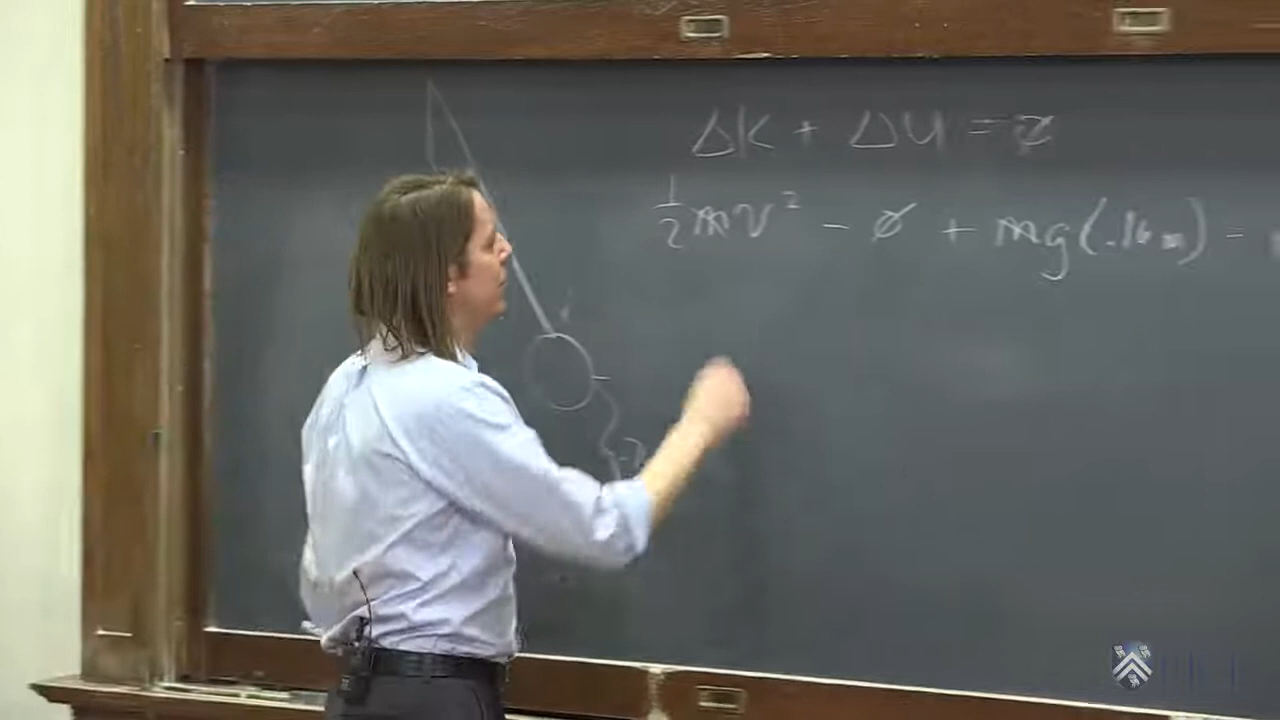 ΔK + ΔU = ∅
½mv² - ∅ + mg(.16m) -